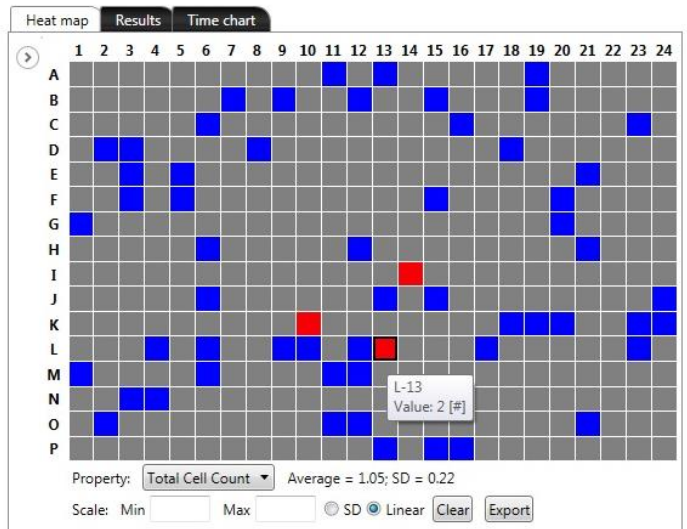 Heat map Results Time chart
1 2 3 4 5 6 7 8 9 10 11 12 13 14 15 16 17 18 19 20 21 22 23 24
A
B
C
D
E
F
G
H
I
J
K
L
M
N
O
P
L-13
Value: 2 [#]
Property: Total Cell Count Average = 1.05; SD = 0.22
Scale: Min Max SD Linear Clear Export